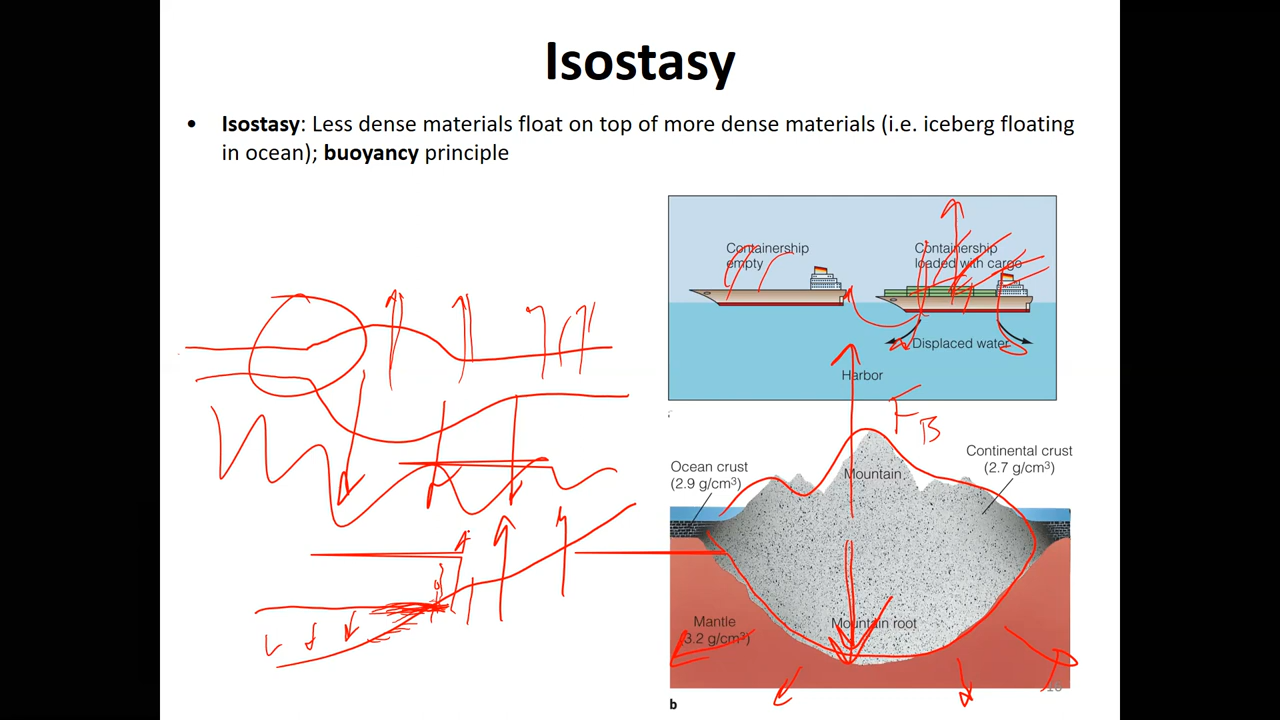 Isostasy
• Isostasy: Less dense materials float on top of more dense materials (i.e. iceberg floating
in ocean); buoyancy principle
Containership
empty
Containership
loaded with cargo
Displaced water
Harbor
F_B
Ocean crust
(2.9 g/cm³)
Mountain
Continental crust
(2.7 g/cm³)
Mantle
(3.2 g/cm³)
Mountain root
b